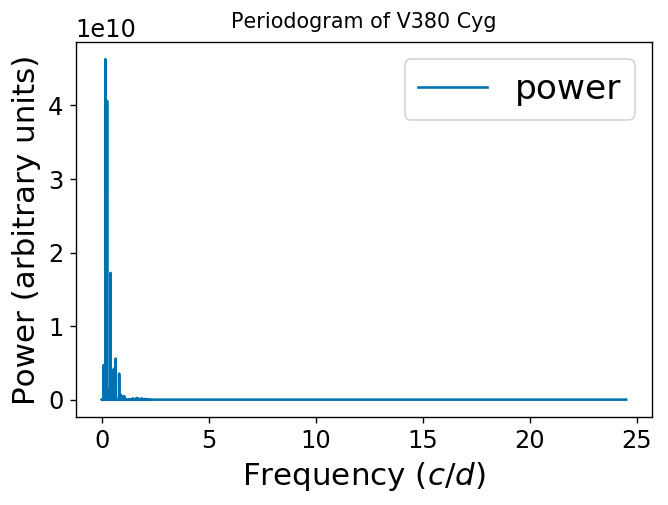 Periodogram of V380 Cyg
1e10
power
Power (arbitrary units)
4
3
2
1
0
0 5 10 15 20 25
Frequency (c/d)